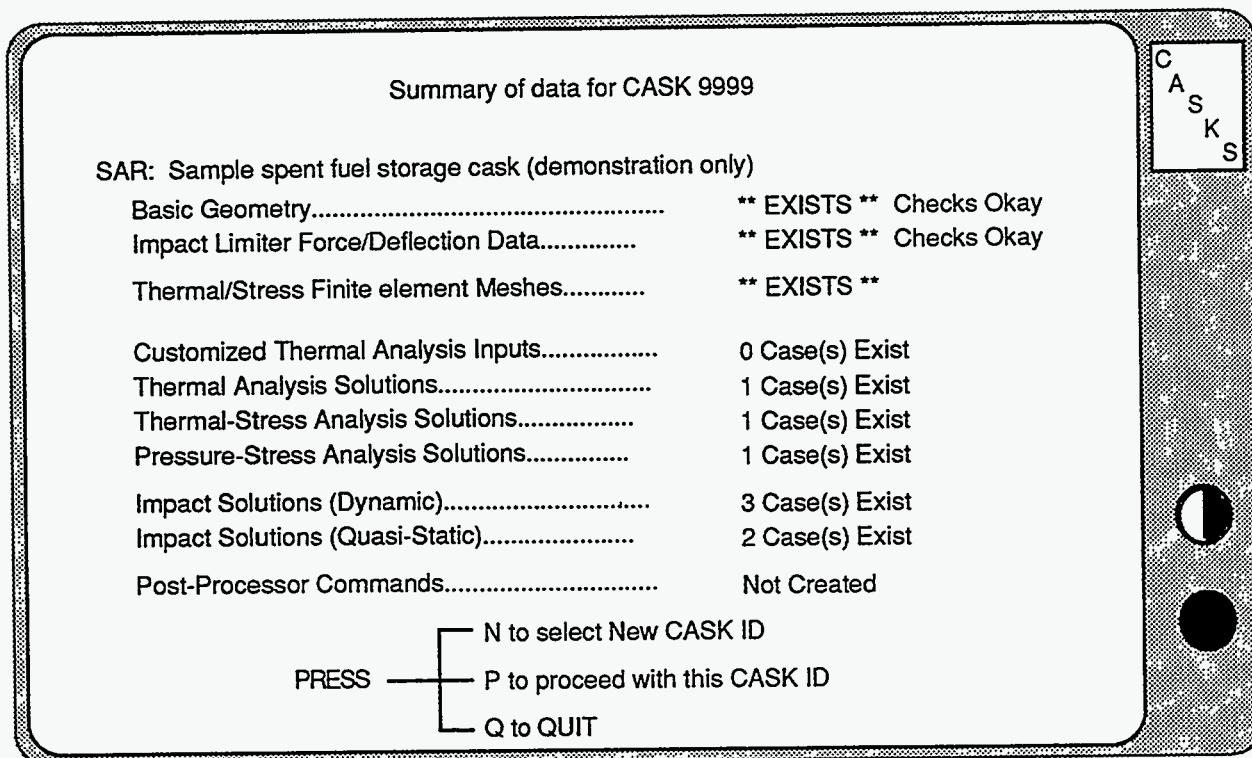 Summary of data for CASK 9999
C
A
S
K
S
SAR: Sample spent fuel storage cask (demonstration only)
Basic Geometry.................................................. ** EXISTS ** Checks Okay
Impact Limiter Force/Deflection Data.............. ** EXISTS ** Checks Okay
Thermal/Stress Finite element Meshes............ ** EXISTS **
Customized Thermal Analysis Inputs................. 0 Case(s) Exist
Thermal Analysis Solutions............................... 1 Case(s) Exist
Thermal-Stress Analysis Solutions................. 1 Case(s) Exist
Pressure-Stress Analysis Solutions............... 1 Case(s) Exist
Impact Solutions (Dynamic).............................. 3 Case(s) Exist
Impact Solutions (Quasi-Static)...................... 2 Case(s) Exist
Post-Processor Commands............................... Not Created
N to select New CASK ID
PRESS P to proceed with this CASK ID
Q to QUIT